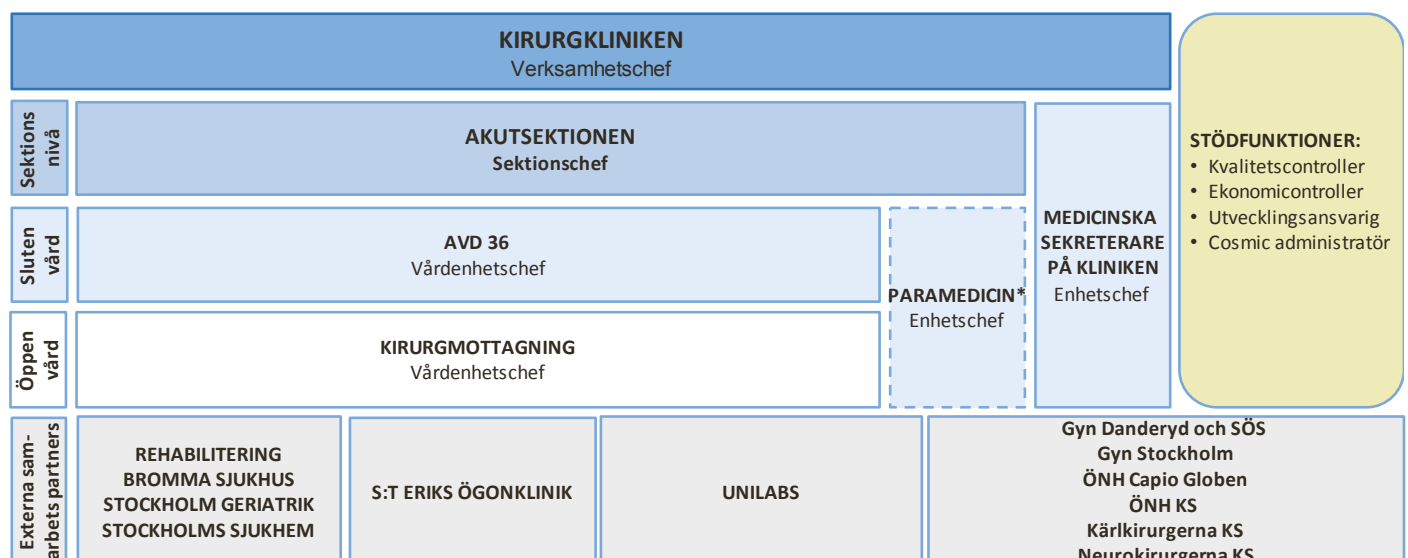 KIRURGKLINIKEN
Verksamhetschef
Sektions
nivå
AKUTSEKTIONEN
Sektionschef
Sluten
vård
AVD 36
Vårdenhetschef
Öppen
vård
KIRURGMOTTAGNING
Vårdenhetschef
PARAMEDICIN*
Enhetschef
MEDICINSKA
SEKRETERARE
PÅ KLINIKEN
Enhetschef
STÖDFUNKTIONER:
• Kvalitetscontroller
• Ekonomicontroller
• Utvecklingsansvarig
• Cosmic administratör
Externa sam-
arbets partners
REHABILITERING
BROMMA SJUKHUS
STOCKHOLM GERIATRIK
STOCKHOLMS SJUKHEM
S:T ERIKS ÖGONKLINIK
UNILABS
Gyn Danderyd och SÖS
Gyn Stockholm
ÖNH Capio Globen
ÖNH KS
Kärlkirurgerna KS
Neurokirurgerna KS